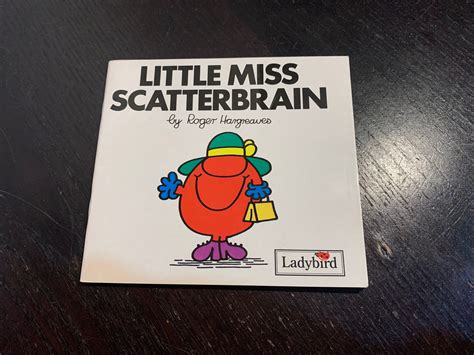 LITTLE MISS
SCATTERBRAIN
by Roger Hargreaves
Ladybird